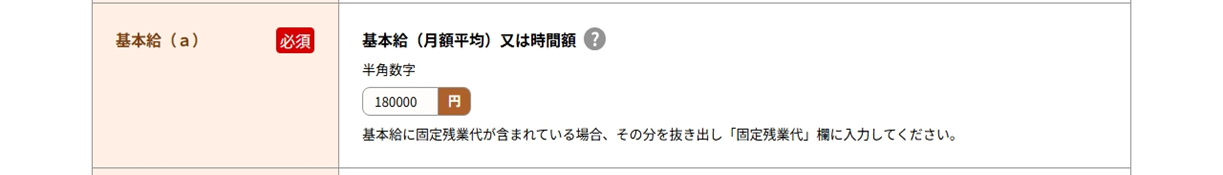 基本給（a）
必須
基本給（月額平均）又は時間額 ?
半角数字
180000 円
基本給に固定残業代が含まれている場合、その分を抜き出し「固定残業代」欄に入力してください。